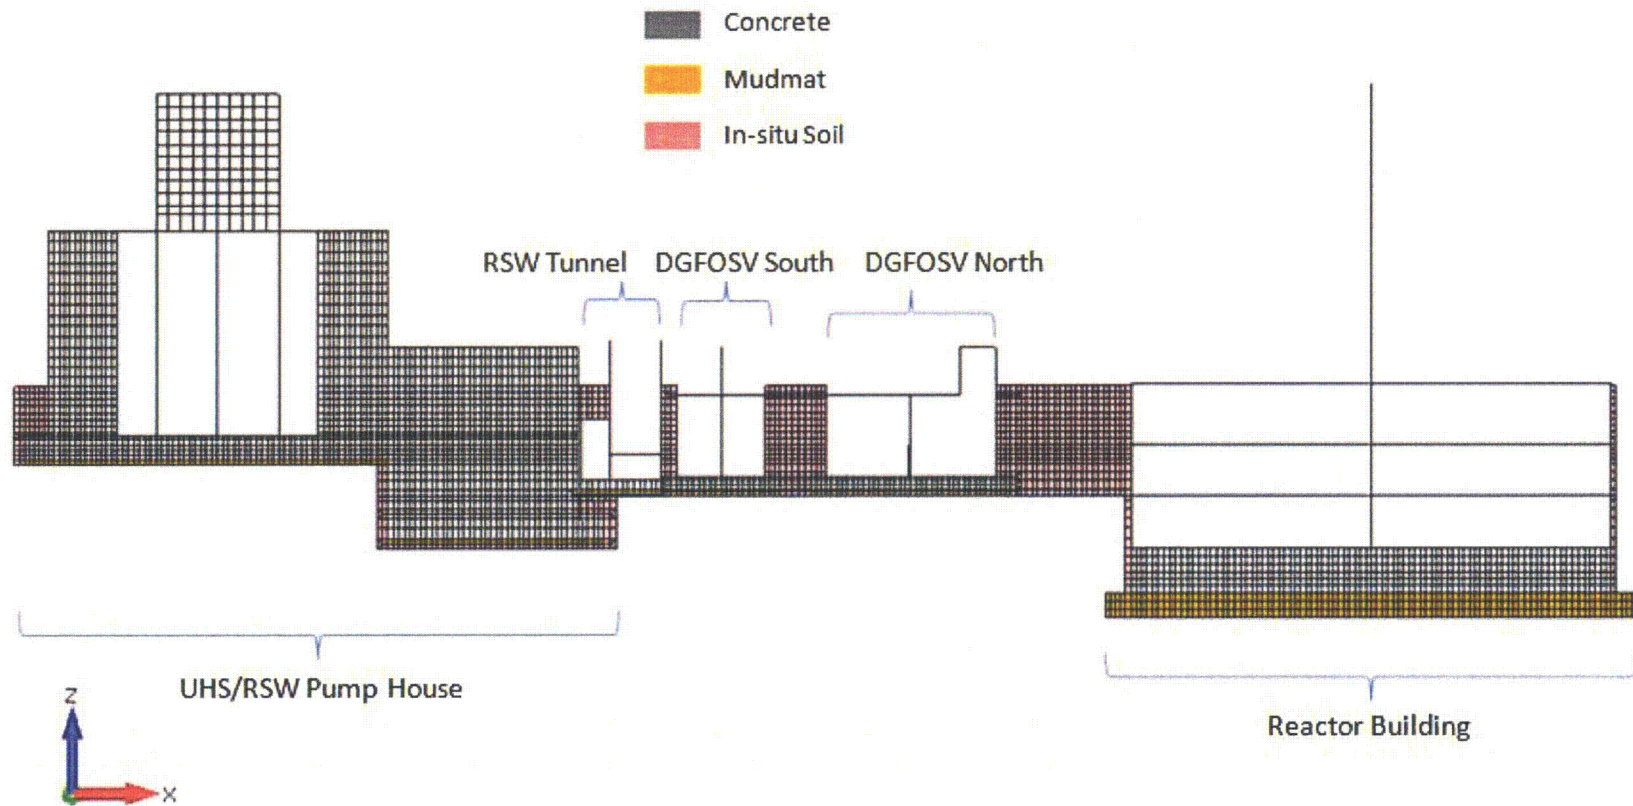 Concrete
Mudmat
In-situ Soil
RSW Tunnel
DGFOSV South
DGFOSV North
UHS/RSW Pump House
Reactor Building
Z
X